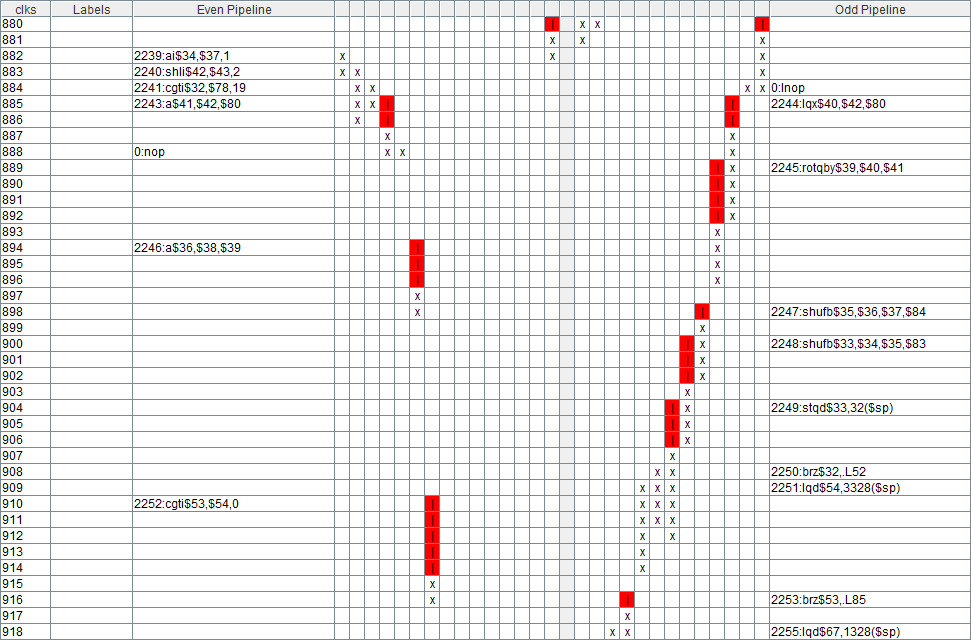 clks Labels Even Pipeline Odd Pipeline
880 | x x |
881 x x x
882 2239:ai$34,$37,1 x x x
883 2240:shli$42,$43,2 x x x
884 2241:cgti$32,$78,19 x x x x 0:lnop
885 2243:a$41,$42,$80 x x | | 2244:lqx$40,$42,$80
886 x | |
887 x x
888 0:nop x x x
889 | x 2245:rotqby$39,$40,$41
890 | x
891 | x
892 | x
893 x
894 2246:a$36,$38,$39 | x
895 | x
896 | x
897 x
898 x | 2247:shufb$35,$36,$37,$84
899 x
900 | x 2248:shufb$33,$34,$35,$83
901 | x
902 | x
903 x
904 | x 2249:stqd$33,32($sp)
905 | x
906 | x
907 x
908 x x 2250:brz$32,.L52
909 x x x 2251:lqd$54,3328($sp)
910 2252:cgti$53,$54,0 | x x x
911 | x x x
912 | x x
913 | x
914 | x
915 x
916 x | 2253:brz$53,.L85
917 x
918 x x 2255:lqd$67,1328($sp)